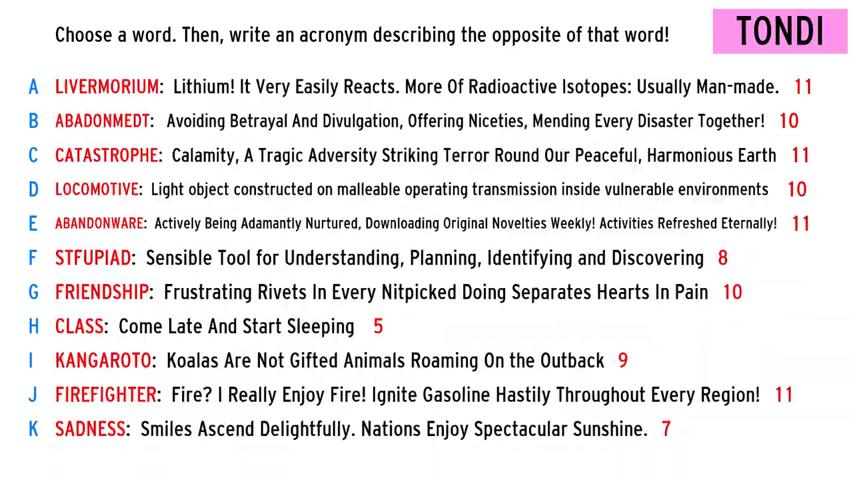 Choose a word. Then, write an acronym describing the opposite of that word!
TONDI
A LIVERMORIUM: Lithium! It Very Easily Reacts. More Of Radioactive Isotopes: Usually Man-made. 11
B ABADONMEDT: Avoiding Betrayal And Divulgation, Offering Niceties, Mending Every Disaster Together! 10
C CATASTROPHE: Calamity, A Tragic Adversity Striking Terror Round Our Peaceful, Harmonious Earth 11
D LOCOMOTIVE: Light object constructed on malleable operating transmission inside vulnerable environments 10
E ABANDONWARE: Actively Being Adamantly Nurtured, Downloading Original Novelties Weekly! Activities Refreshed Eternally! 11
F STFUPIAD: Sensible Tool for Understanding, Planning, Identifying and Discovering 8
G FRIENDSHIP: Frustrating Rivets In Every Nitpicked Doing Separates Hearts In Pain 10
H CLASS: Come Late And Start Sleeping 5
I KANGAROTO: Koalas Are Not Gifted Animals Roaming On the Outback 9
J FIREFIGHTER: Fire? I Really Enjoy Fire! Ignite Gasoline Hastily Throughout Every Region! 11
K SADNESS: Smiles Ascend Delightfully. Nations Enjoy Spectacular Sunshine. 7